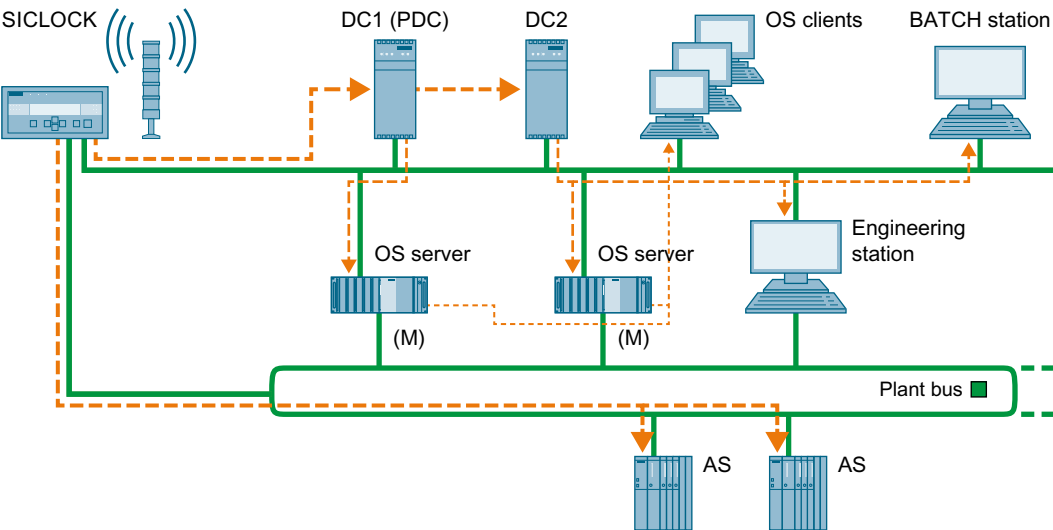 SICLOCK
DC1 (PDC)
DC2
OS clients
BATCH station
OS server
OS server
Engineering
station
(M)
(M)
Plant bus
AS
AS